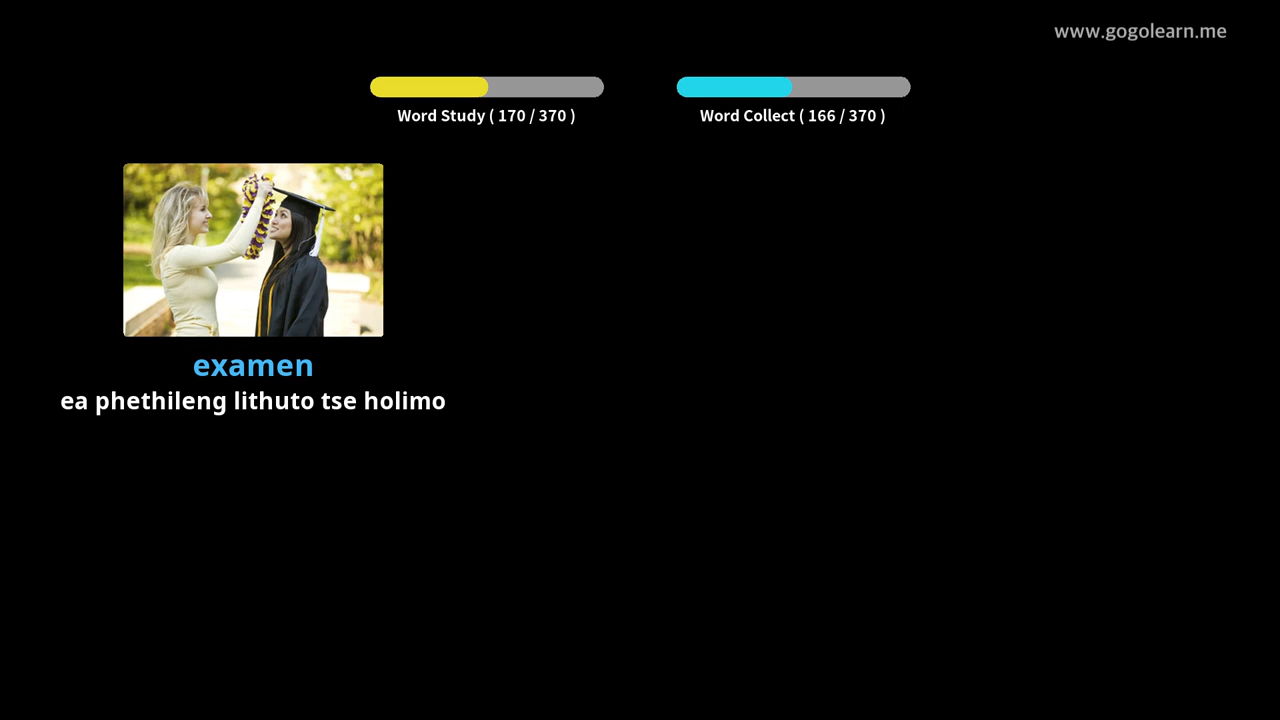 www.gogolearn.me
Word Study ( 170 / 370 )
Word Collect ( 166 / 370 )
examen
ea phethileng lithuto tse holimo